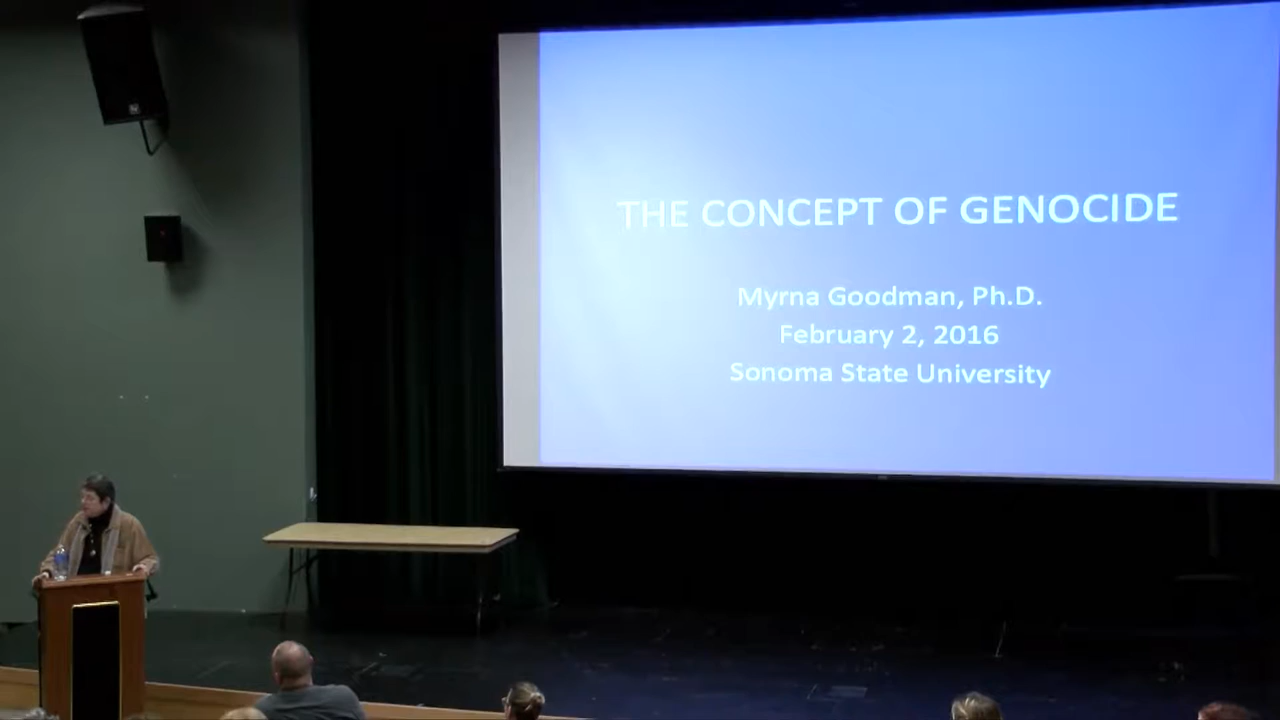 THE CONCEPT OF GENOCIDE
Myrna Goodman, Ph.D.
February 2, 2016
Sonoma State University